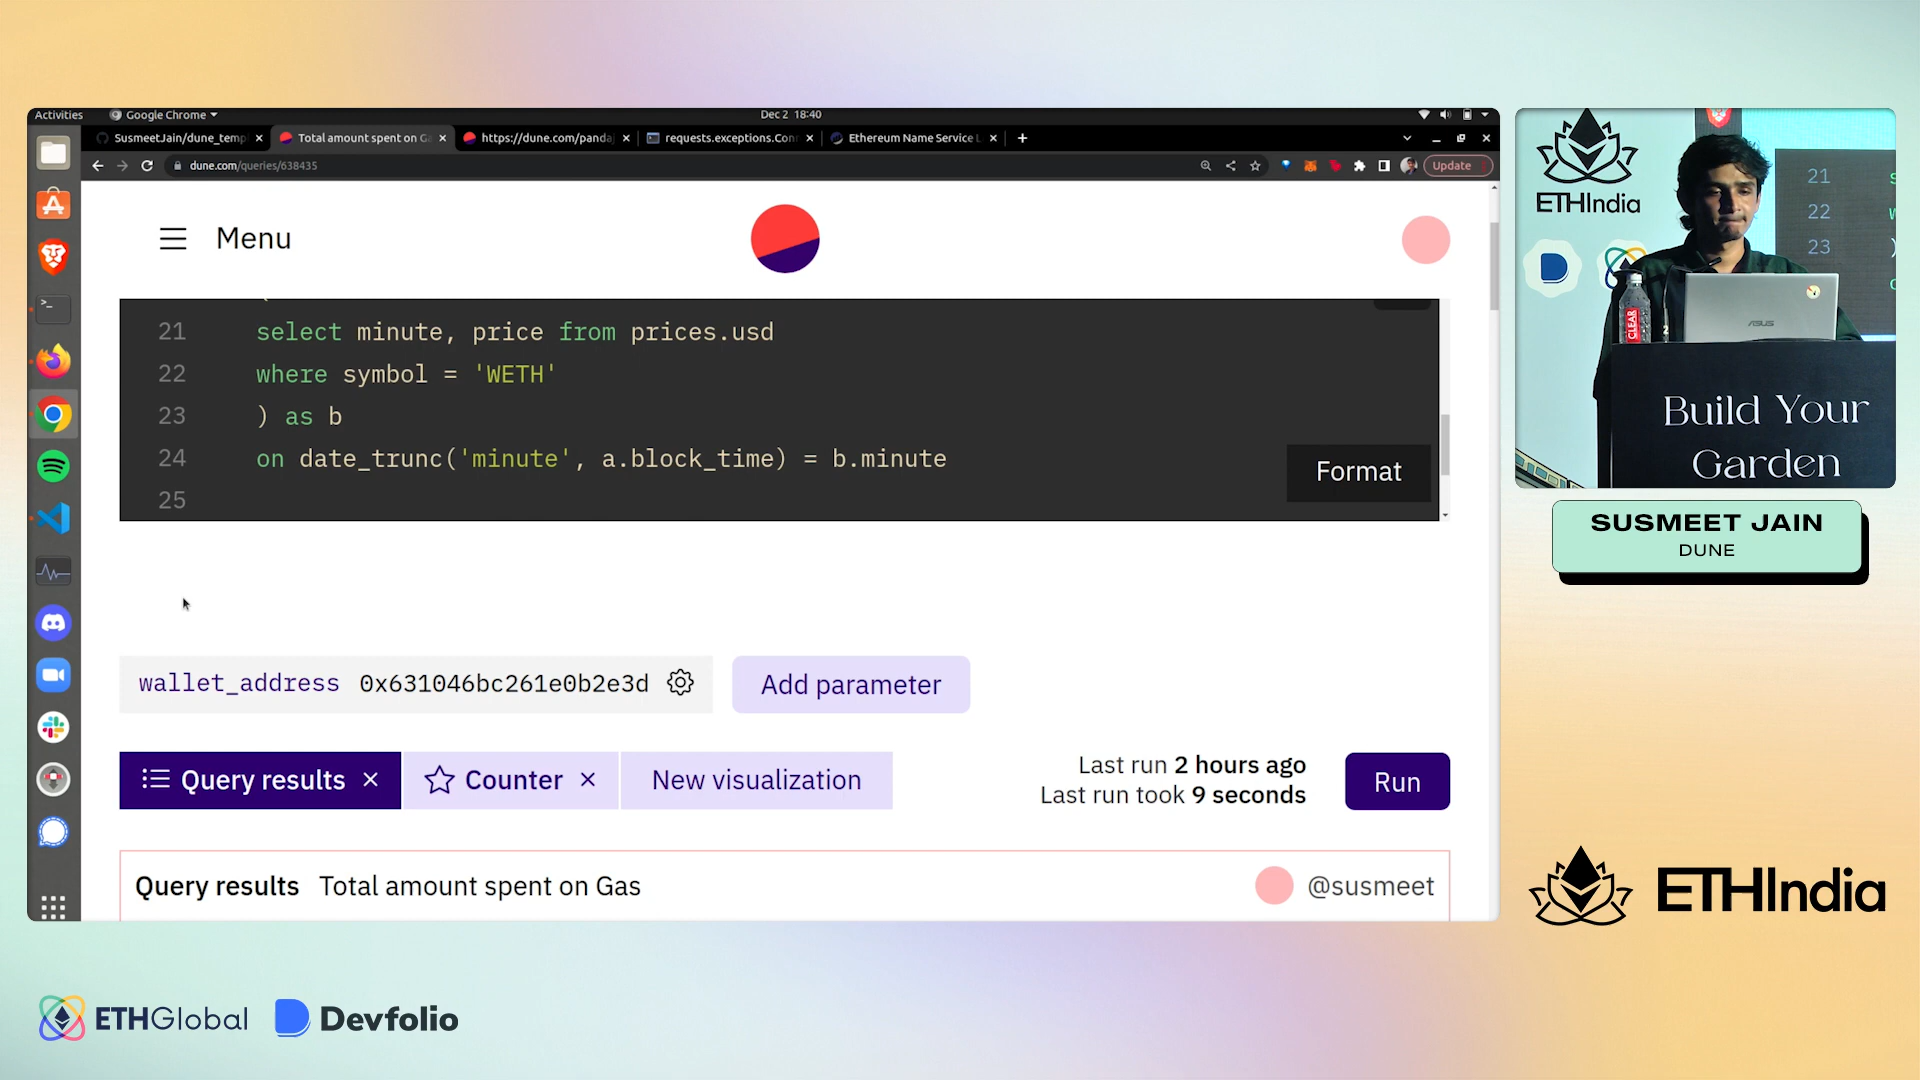 Activities
Google Chrome
Dec 2 18:40
SusmeetJain/dune_temp
Total amount spent on Ga
https://dune.com/panda
requests.exceptions.Con
Ethereum Name Service
dune.com/queries/638435
Update
Menu
21 select minute, price from prices.usd
22 where symbol = 'WETH'
23 ) as b
24 on date_trunc('minute', a.block_time) = b.minute
25
Format
wallet_address 0x631046bc261e0b2e3d
Add parameter
Query results
Counter
New visualization
Last run 2 hours ago
Last run took 9 seconds
Run
Query results Total amount spent on Gas
@susmeet
ETHIndia
21
22
23 )
CLEAR
ASUS
Build Your
Garden
SUSMEET JAIN
DUNE
ETHIndia
ETHGlobal
Devfolio